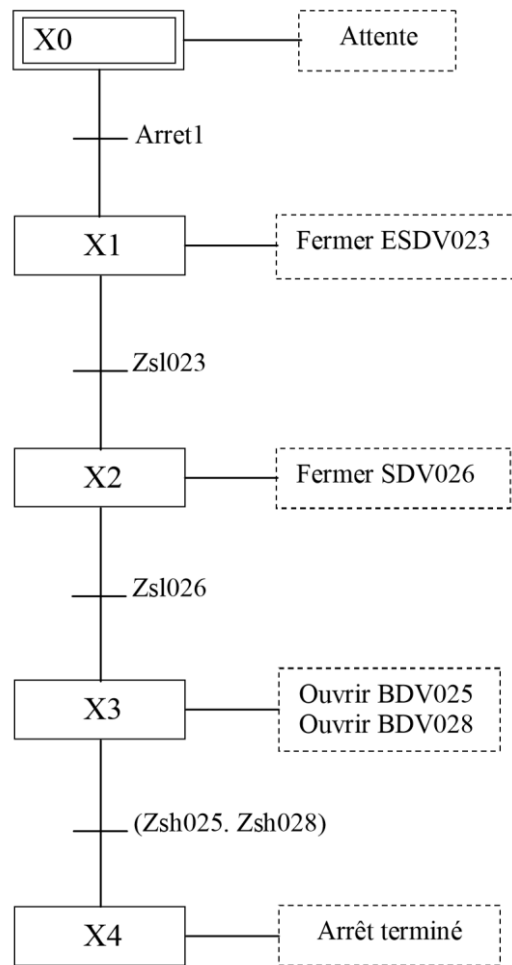 X0
Attente
Arret1
X1
Fermer ESDV023
Zsl023
X2
Fermer SDV026
Zsl026
X3
Ouvrir BDV025
Ouvrir BDV028
(Zsh025. Zsh028)
X4
Arrêt terminé